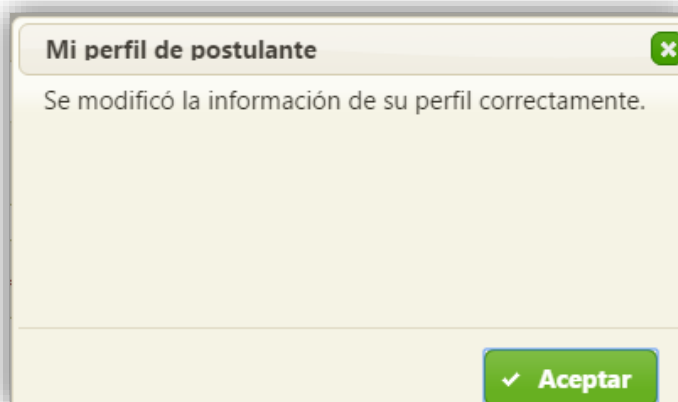 Mi perfil de postulante
Se modificó la información de su perfil correctamente.
Aceptar